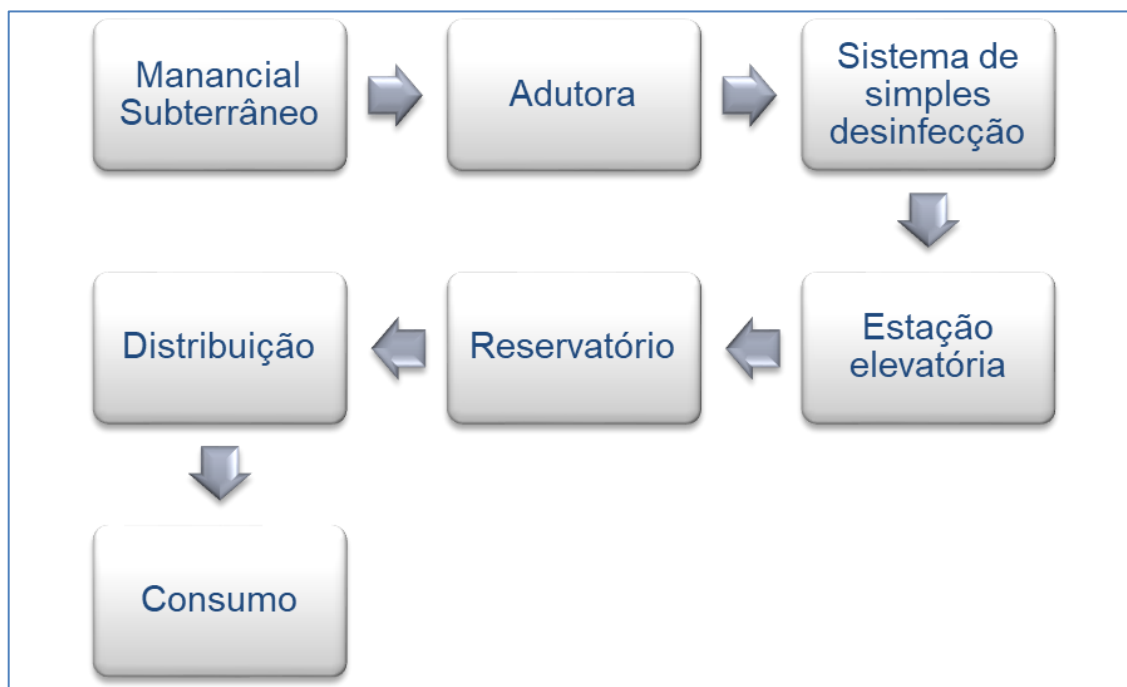 Manancial
Subterrâneo
Adutora
Sistema de
simples
desinfecção
Estação
elevatória
Reservatório
Distribuição
Consumo